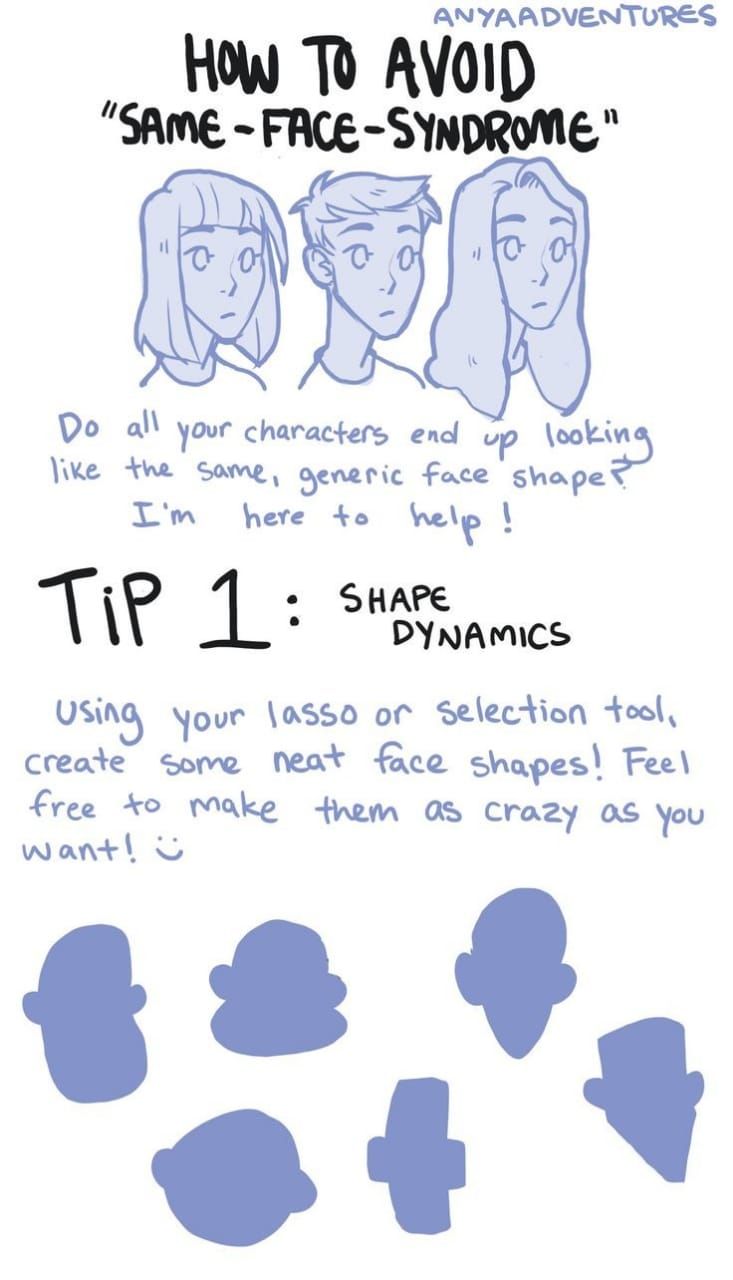 ANYAADVENTURES
HOW TO AVOID
"SAME-FACE-SYNDROME"
Do all your characters end up looking
like the same, generic face shape?
I'm here to help!
TiP 1: SHAPE
DYNAMICS
Using your lasso or selection tool,
create some neat face shapes! Feel
free to make them as crazy as you
want! :)